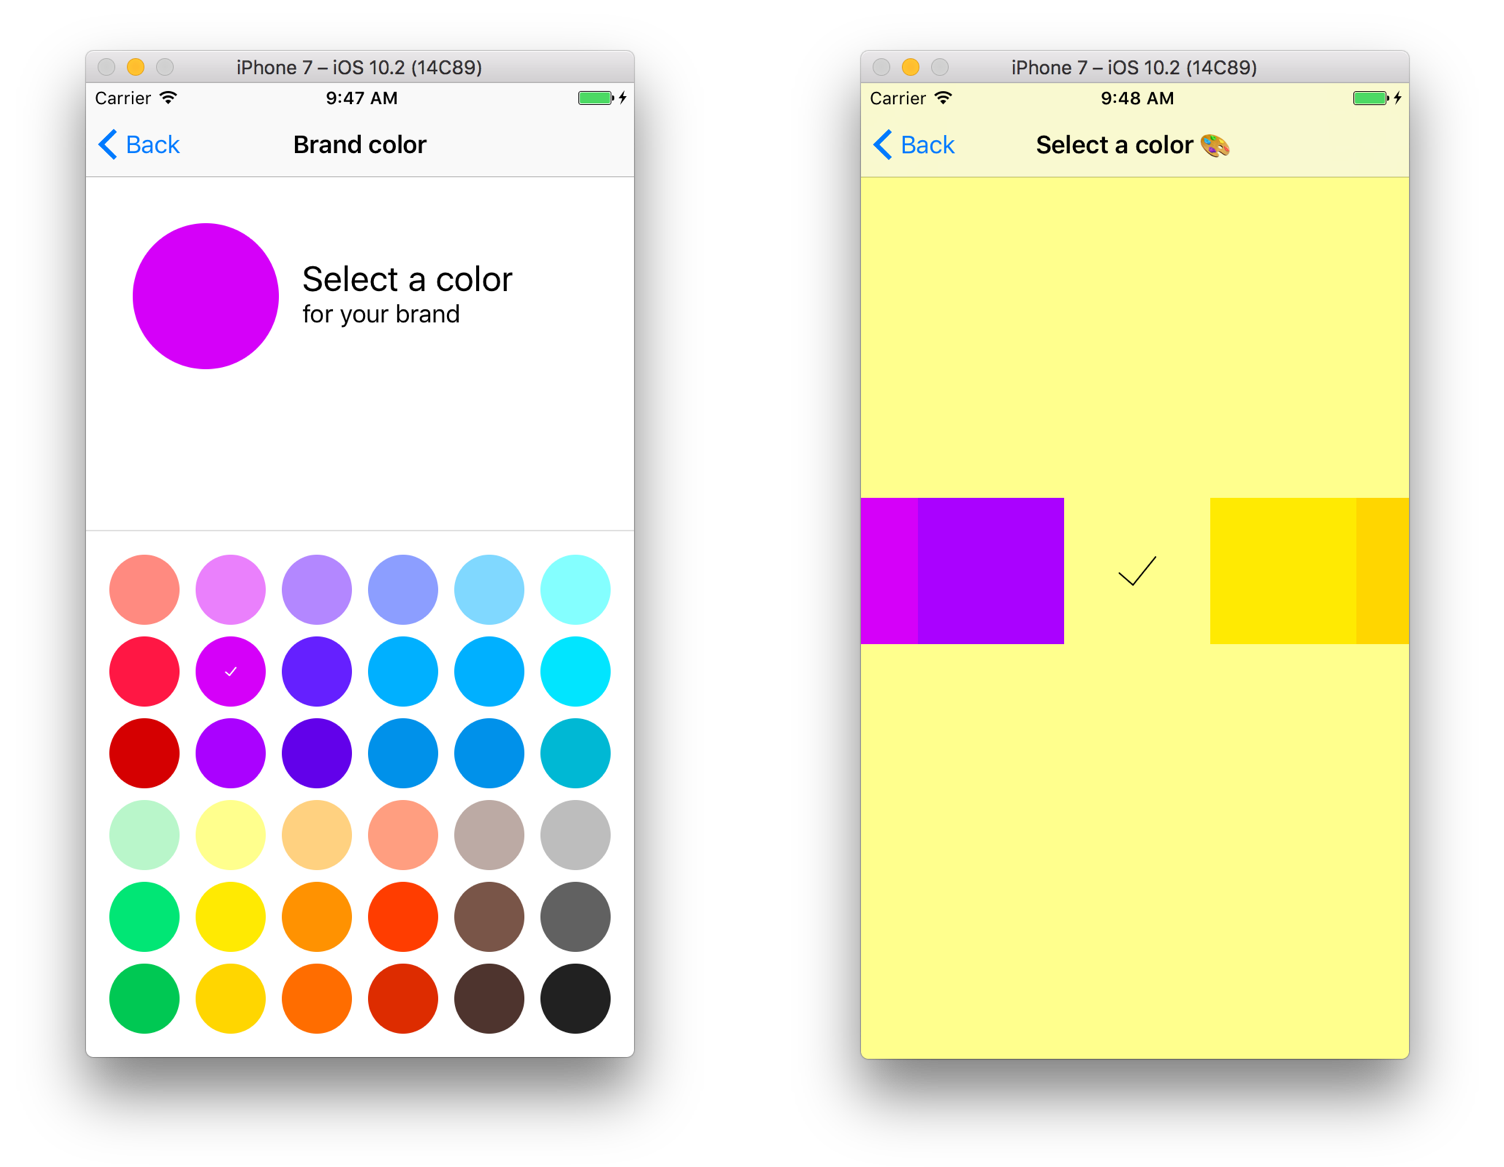 iPhone 7 – iOS 10.2 (14C89)
Carrier 9:47 AM
Back Brand color
Select a color
for your brand
iPhone 7 – iOS 10.2 (14C89)
Carrier 9:48 AM
Back Select a color 🎨